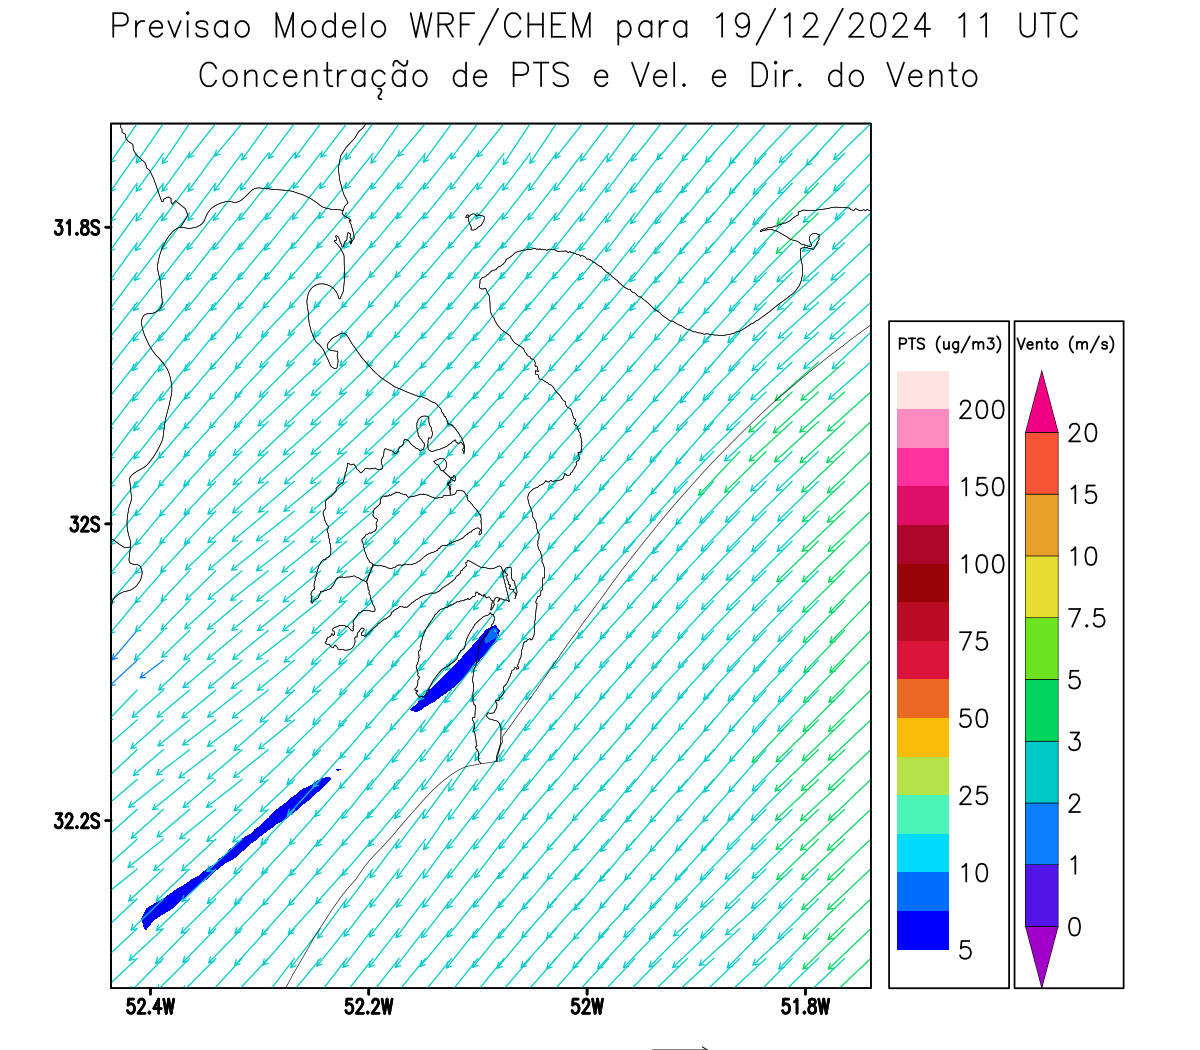 Previsao Modelo WRF/CHEM para 19/12/2024 11 UTC
Concentração de PTS e Vel. e Dir. do Vento
31.8S
32S
32.2S
52.4W
52.2W
52W
51.8W
PTS (ug/m3)
200
150
100
75
50
25
10
5
Vento (m/s)
20
15
10
7.5
5
3
2
1
0